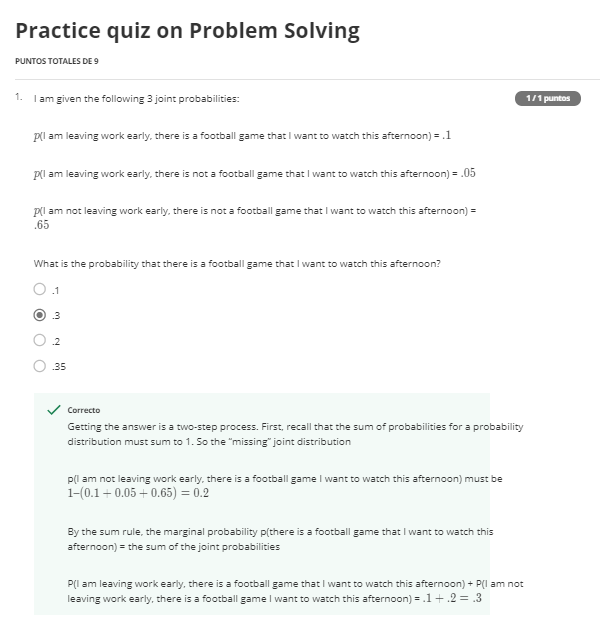 Practice quiz on Problem Solving
PUNTOS TOTALES DE 9
1. I am given the following 3 joint probabilities:
1 / 1 puntos
p(I am leaving work early, there is a football game that I want to watch this afternoon) = .1
p(I am leaving work early, there is not a football game that I want to watch this afternoon) = .05
p(I am not leaving work early, there is not a football game that I want to watch this afternoon) =
.65
What is the probability that there is a football game that I want to watch this afternoon?
.1
.3
.2
.35
Correcto
Getting the answer is a two-step process. First, recall that the sum of probabilities for a probability
distribution must sum to 1. So the "missing" joint distribution
p(I am not leaving work early, there is a football game I want to watch this afternoon) must be
1–(0.1 + 0.05 + 0.65) = 0.2
By the sum rule, the marginal probability p(there is a football game that I want to watch this
afternoon) = the sum of the joint probabilities
P(I am leaving work early, there is a football game that I want to watch this afternoon) + P(I am not
leaving work early, there is a football game I want to watch this afternoon) = .1 + .2 = .3